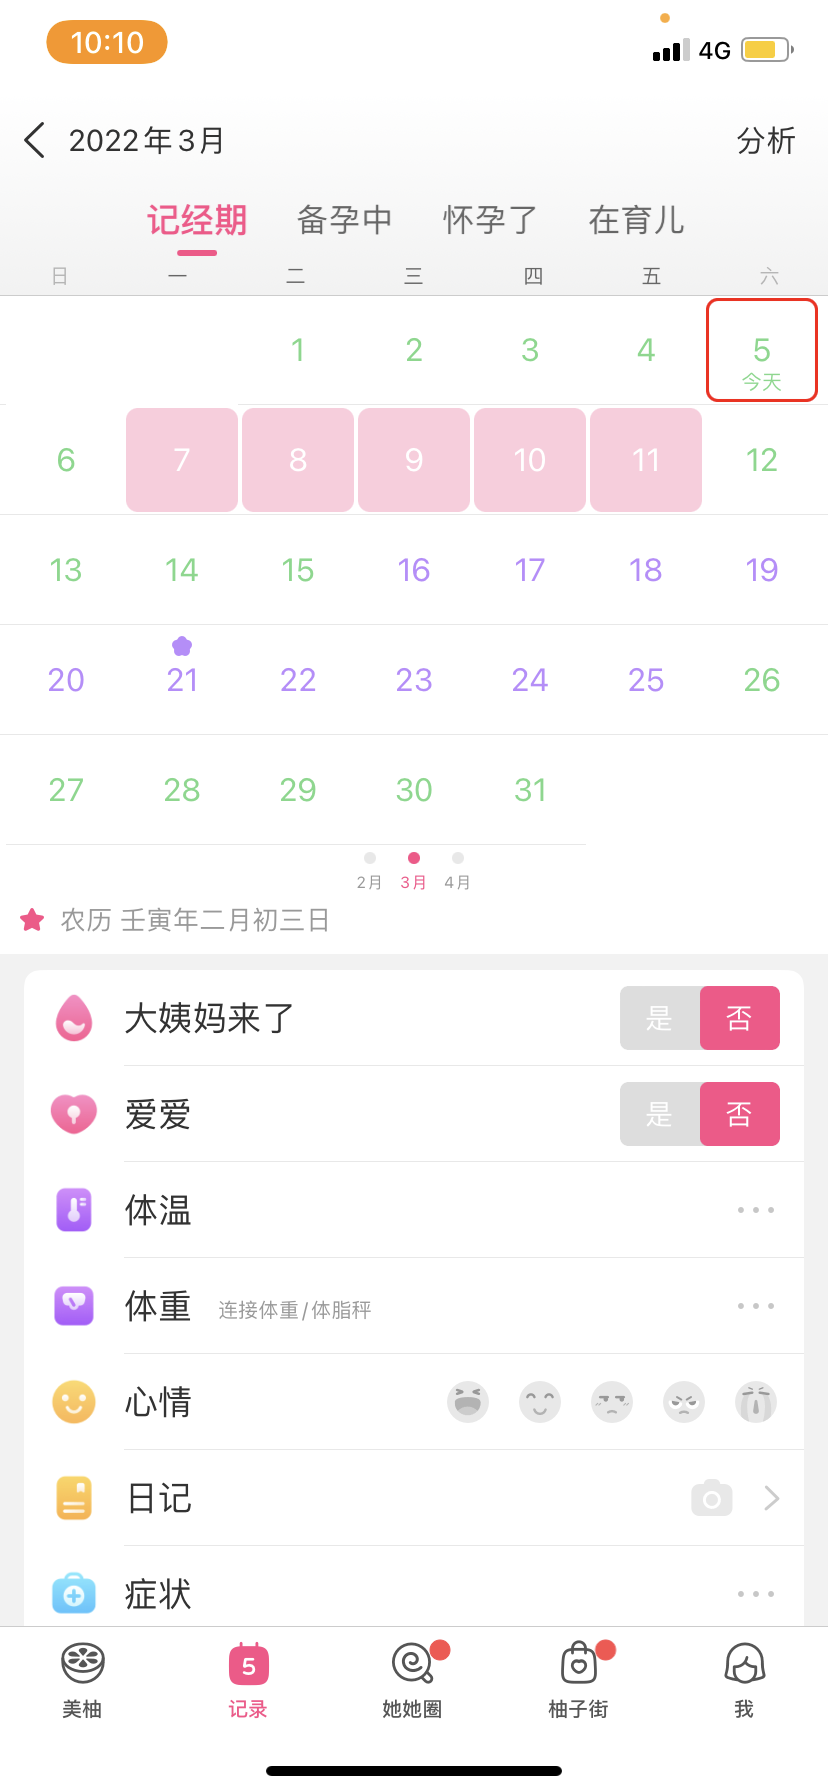 10:10
4G
2022年3月
分析
记经期 备孕中 怀孕了 在育儿
日 一 二 三 四 五 六
1 2 3 4 5
今天
6 7 8 9 10 11 12
13 14 15 16 17 18 19
20 21 22 23 24 25 26
27 28 29 30 31
2月 3月 4月
农历 壬寅年二月初三日
大姨妈来了 是 否
爱爱 是 否
体温
体重 连接体重/体脂秤
心情
日记
症状
5
美柚 记录 她她圈 柚子街 我